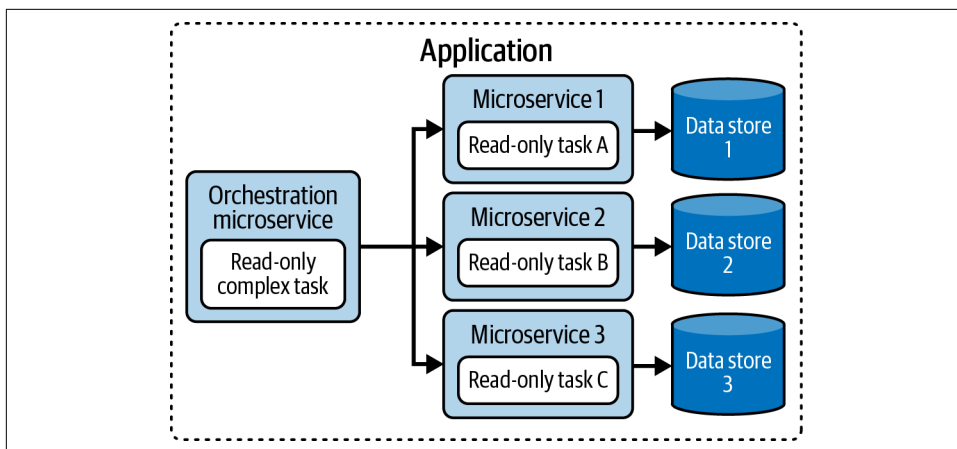 Application
Orchestration
microservice
Read-only
complex task
Microservice 1
Read-only task A
Data store
1
Microservice 2
Read-only task B
Data store
2
Microservice 3
Read-only task C
Data store
3